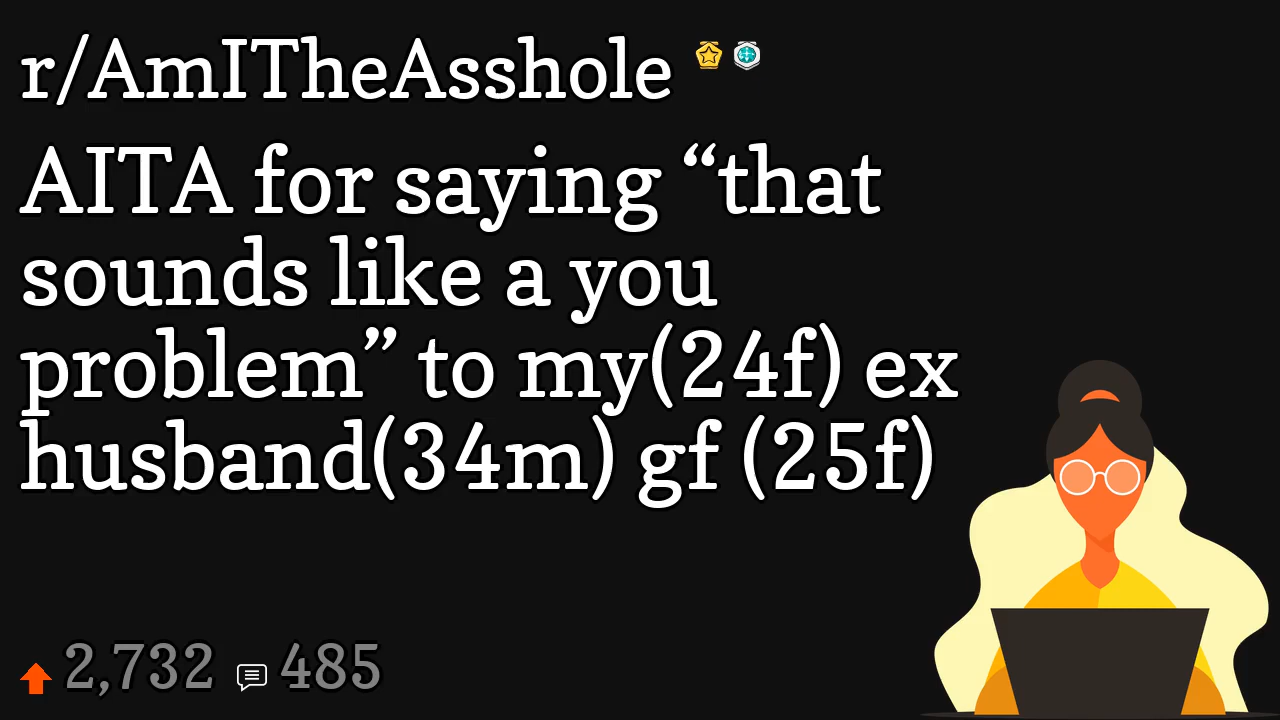 r/AmITheAsshole
AITA for saying “that
sounds like a you
problem” to my(24f) ex
husband(34m) gf (25f)
2,732 485